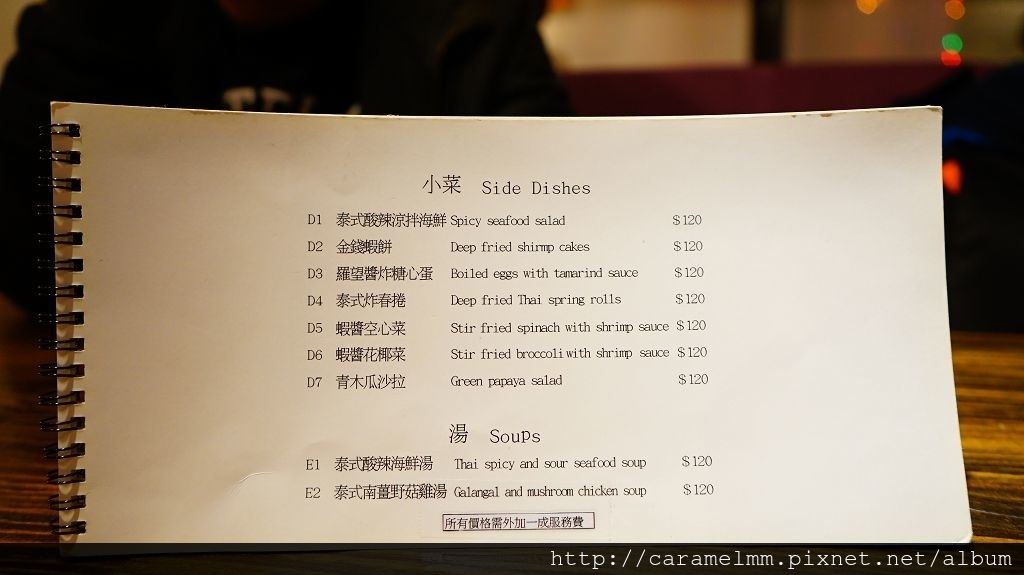 小菜 Side Dishes
D1 泰式酸辣涼拌海鮮 Spicy seafood salad $120
D2 金錢蝦餅 Deep fried shirmp cakes $120
D3 羅望醬炸糖心蛋 Boiled eggs with tamarind sauce $120
D4 泰式炸春捲 Deep fried Thai spring rolls $120
D5 蝦醬空心菜 Stir fried spinach with shrimp sauce $120
D6 蝦醬花椰菜 Stir fried broccoli with shrimp sauce $120
D7 青木瓜沙拉 Green papaya salad $120
湯 Soups
E1 泰式酸辣海鮮湯 Thai spicy and sour seafood soup $120
E2 泰式南薑野菇雞湯 Galangal and mushroom chicken soup $120
所有價格需外加一成服務費
http://caramelmm.pixnet.net/album